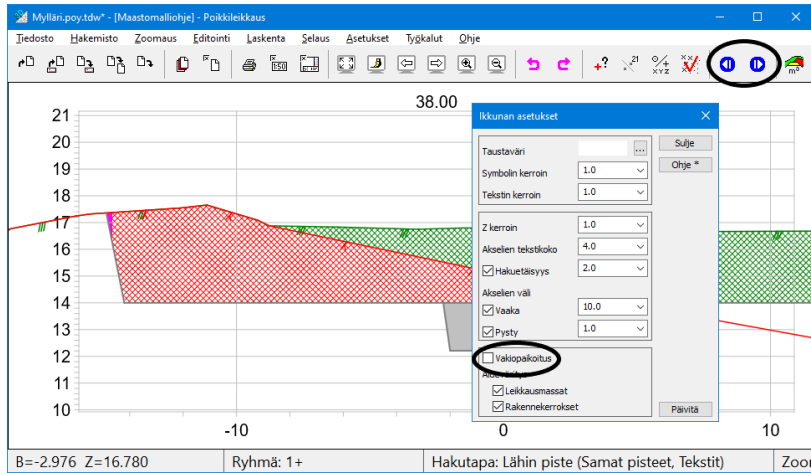 Mylläri.poy.tdw* - [Maastomalliohje] - Poikkileikkaus
Tiedosto Hakemisto Zoomaus Editointi Laskenta Selaus Asetukset Työkalut Ohje
38.00
21
20
19
18
17
16
15
14
13
12
11
10
-10 0 10
Ikkunan asetukset
Taustaväri ... Sulje
Symbolin kerroin 1.0 Ohje *
Tekstin kerroin 1.0
Z kerroin 1.0
Akselien tekstikoko 4.0
Hakuetäisyys 2.0
Akselien väli
Vaaka 10.0
Pysty 1.0
Vakiopaikoitus
Leikkausmassat
Rakennekerrokset Päivitä
B=-2.976 Z=16.780 Ryhmä: 1+ Hakutapa: Lähin piste (Samat pisteet, Tekstit) Zoo